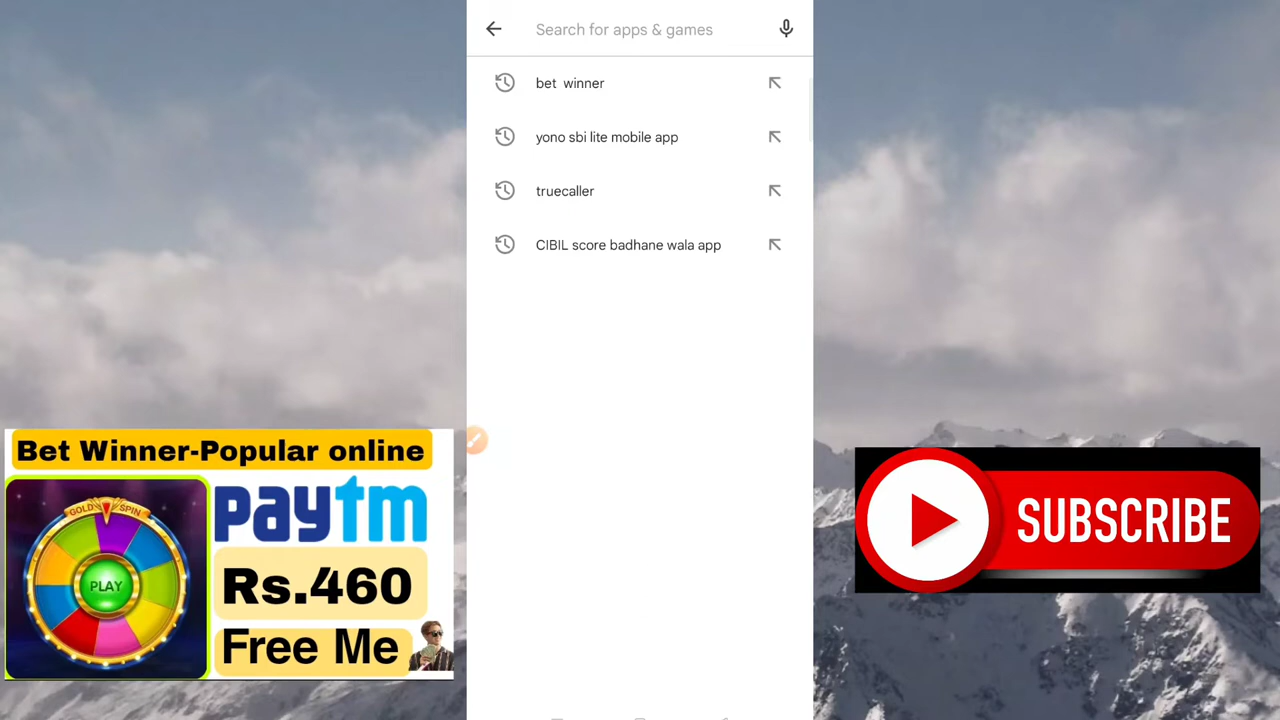 Search for apps & games
bet winner
yono sbi lite mobile app
truecaller
CIBIL score badhane wala app
Bet Winner-Popular online
GOLD SPIN
PLAY
paytm
Rs.460
Free Me
SUBSCRIBE